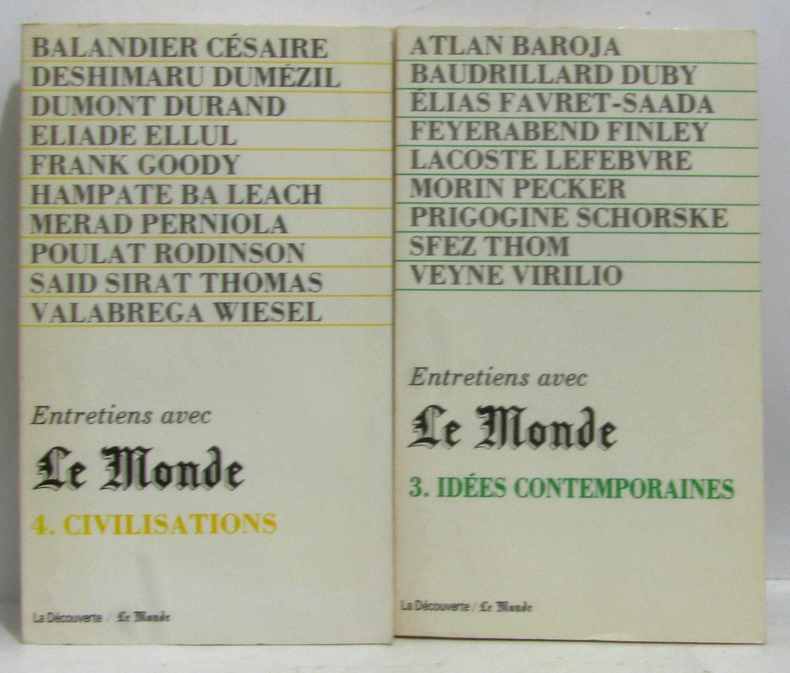 BALANDIER CÉSAIRE
DESHIMARU DUMÉZIL
DUMONT DURAND
ELIADE ELLUL
FRANK GOODY
HAMPATE BA LEACH
MERAD PERNIOLA
POULAT RODINSON
SAID SIRAT THOMAS
VALABREGA WIESEL
Entretiens avec
Le Monde
4. CIVILISATIONS
La Découverte / Le Monde
ATLAN BAROJA
BAUDRILLARD DUBY
ÉLIAS FAVRET-SAADA
FEYERABEND FINLEY
LACOSTE LEFEBVRE
MORIN PECKER
PRIGOGINE SCHORSKE
SFEZ THOM
VEYNE VIRILIO
Entretiens avec
Le Monde
3. IDÉES CONTEMPORAINES
La Découverte / Le Monde